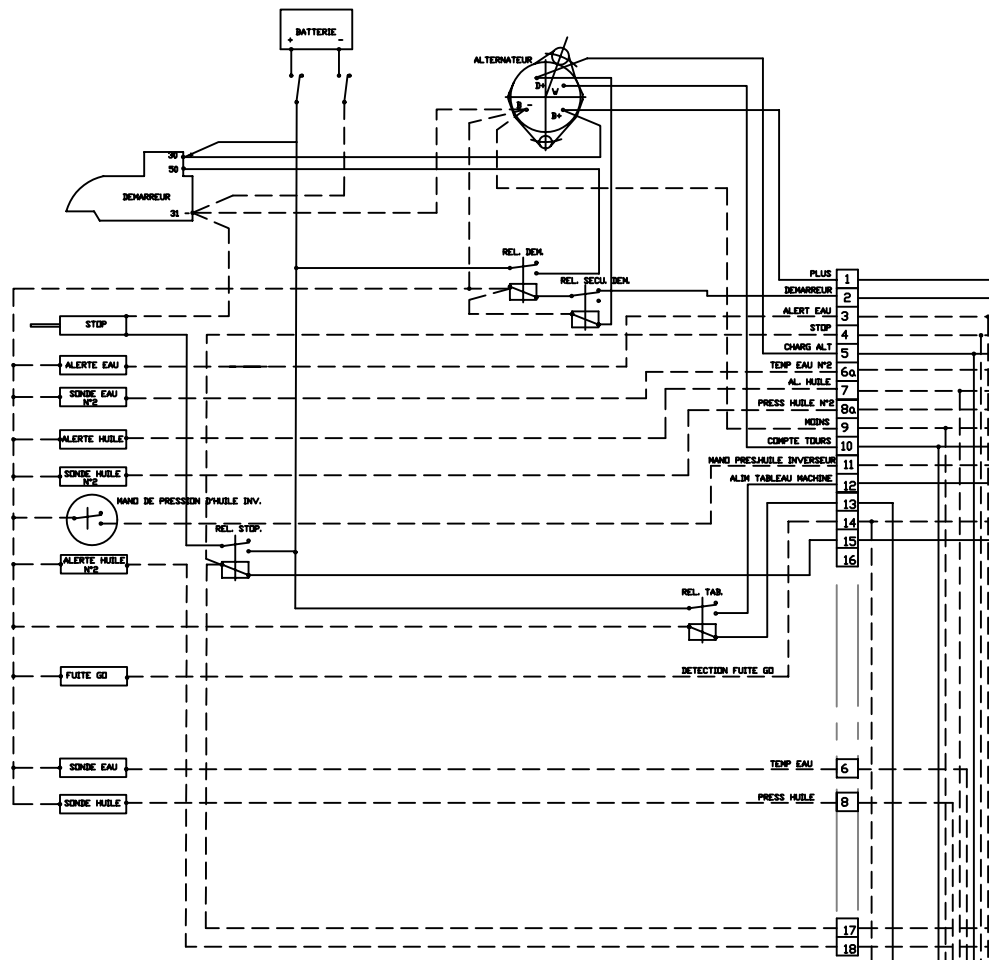 BATTERIE
+ -
ALTERNATEUR
D+
W
B -
B+
30
50
DEMARREUR
31 -
REL. DEM.
REL. SECU. DEM.
STOP
ALERTE EAU
SONDE EAU
N°2
ALERTE HUILE
SONDE HUILE
N°2
MANO DE PRESSION D'HUILE INV.
REL. STOP.
ALERTE HUILE
N°2
REL. TAB.
FUITE GO
DETECTION FUITE GO
SONDE EAU
SONDE HUILE
PLUS 1
DEMARREUR 2
ALERT EAU 3
STOP 4
CHARG ALT 5
TEMP EAU N°2 6a
AL. HUILE 7
PRESS HUILE N°2 8a
MOINS 9
COMPTE TOURS 10
MANO PRES.HUILE INVERSEUR 11
ALIM TABLEAU MACHINE 12
13
14
15
16
TEMP EAU 6
PRESS HUILE 8
17
18